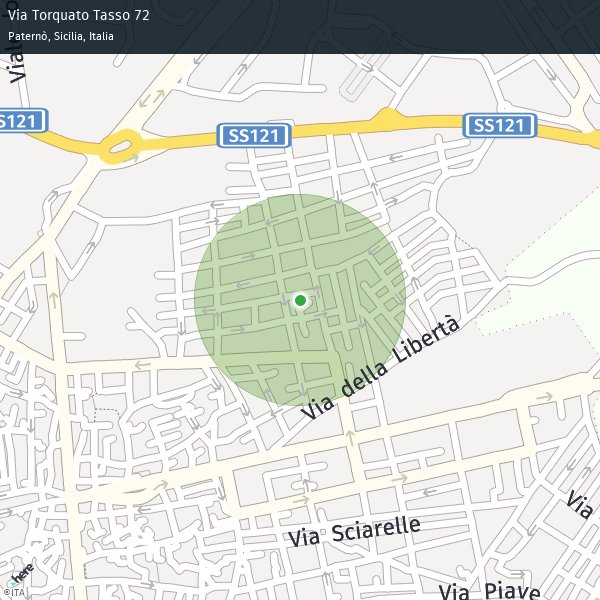 Via Torquato Tasso 72
Paternò, Sicilia, Italia
SS121
SS121
SS121
Via della Libertà
Via Sciarelle
Via
Via Piave
here
©ITA